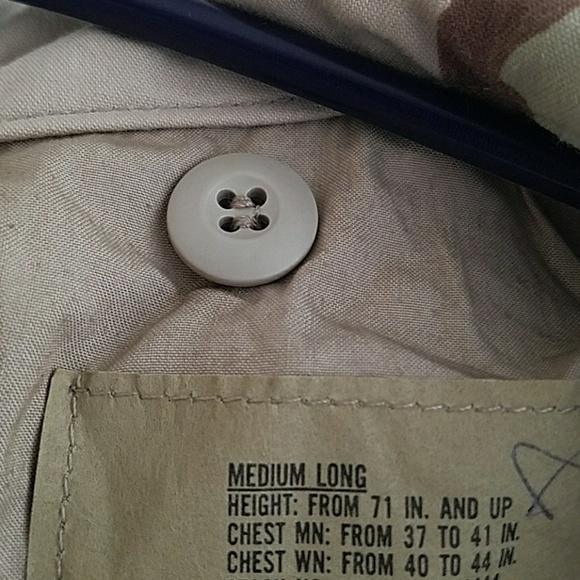 MEDIUM LONG
HEIGHT: FROM 71 IN. AND UP
CHEST MN: FROM 37 TO 41 IN.
CHEST WN: FROM 40 TO 44 IN.